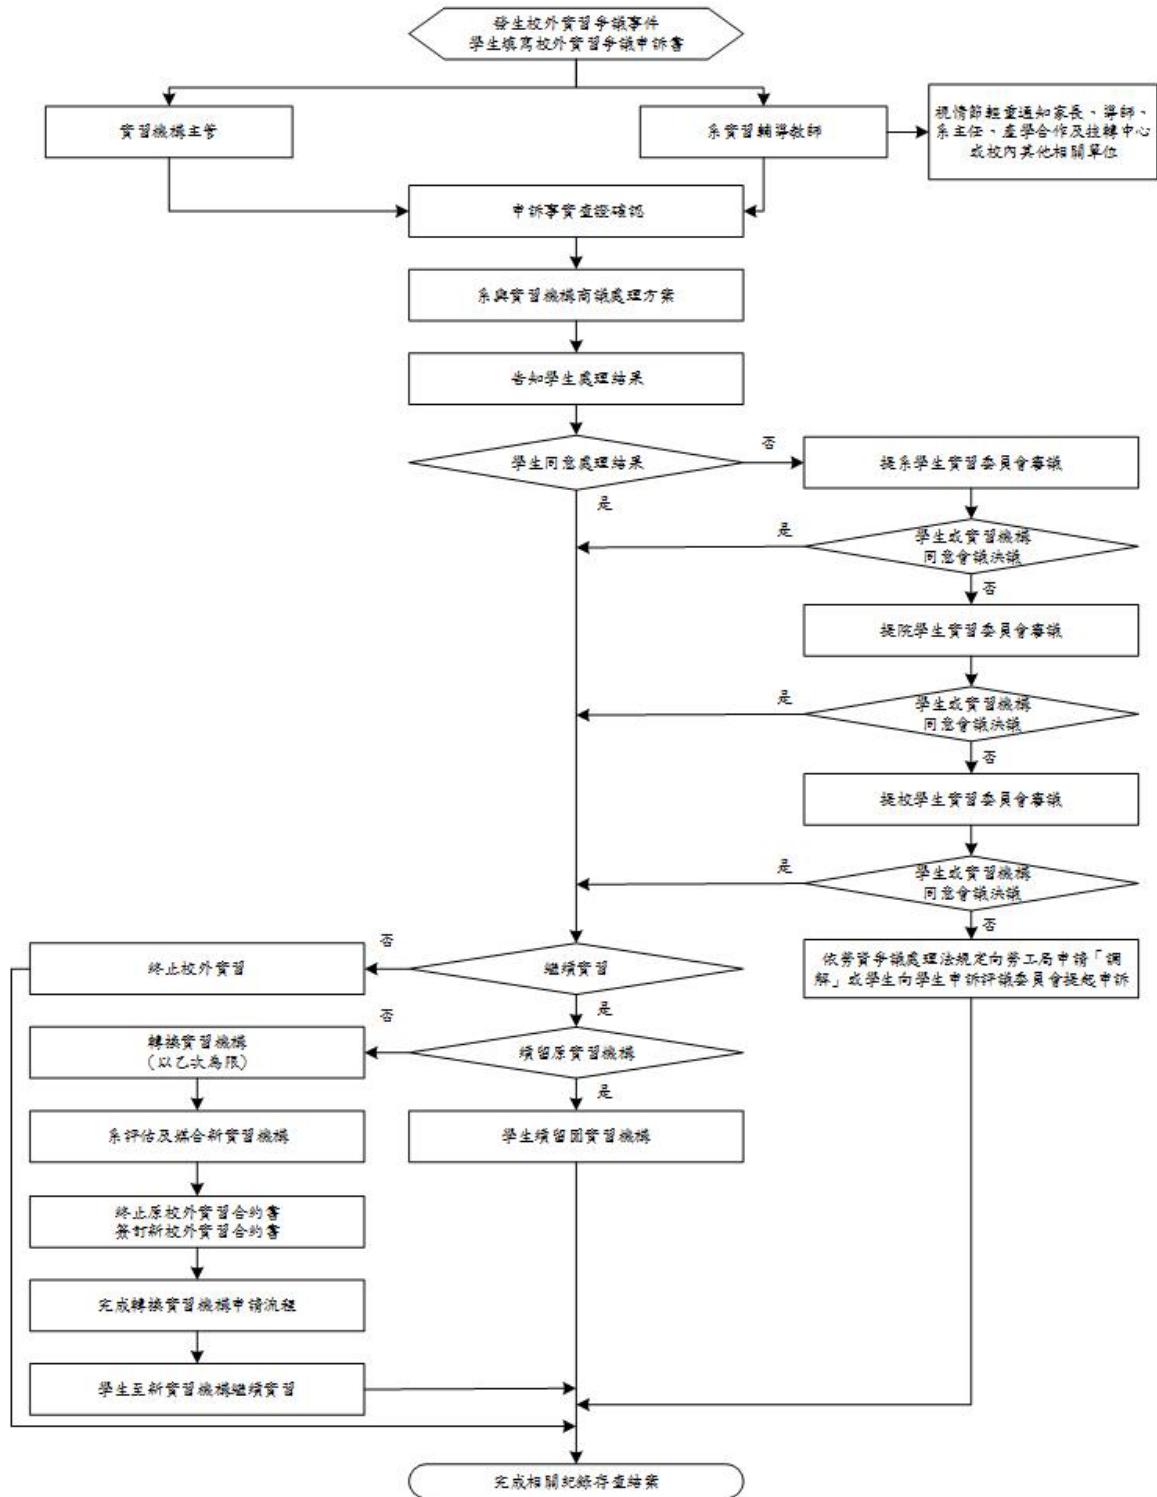 發生校外實習爭議事件
學生填寫校外實習爭議申訴書
實習機構主管
系實習輔導教師
視情節輕重通知家長、導師、
系主任、產學合作及技轉中心
或校內其他相關單位
申訴事實查證確認
系與實習機構商議處理方案
告知學生處理結果
學生同意處理結果
否
提系學生實習委員會審議
是
是
學生或實習機構
同意會議決議
否
提院學生實習委員會審議
是
學生或實習機構
同意會議決議
否
提校學生實習委員會審議
是
學生或實習機構
同意會議決議
否
終止校外實習
否
繼續實習
依勞資爭議處理法規定向勞工局申請「調
解」或學生向學生申訴評議委員會提起申訴
是
轉換實習機構
(以乙次為限)
否
續留原實習機構
是
系評估及媒合新實習機構
學生續留因實習機構
終止原校外實習合約書
簽訂新校外實習合約書
完成轉換實習機構申請流程
學生至新實習機構繼續實習
完成相關紀錄存查結案